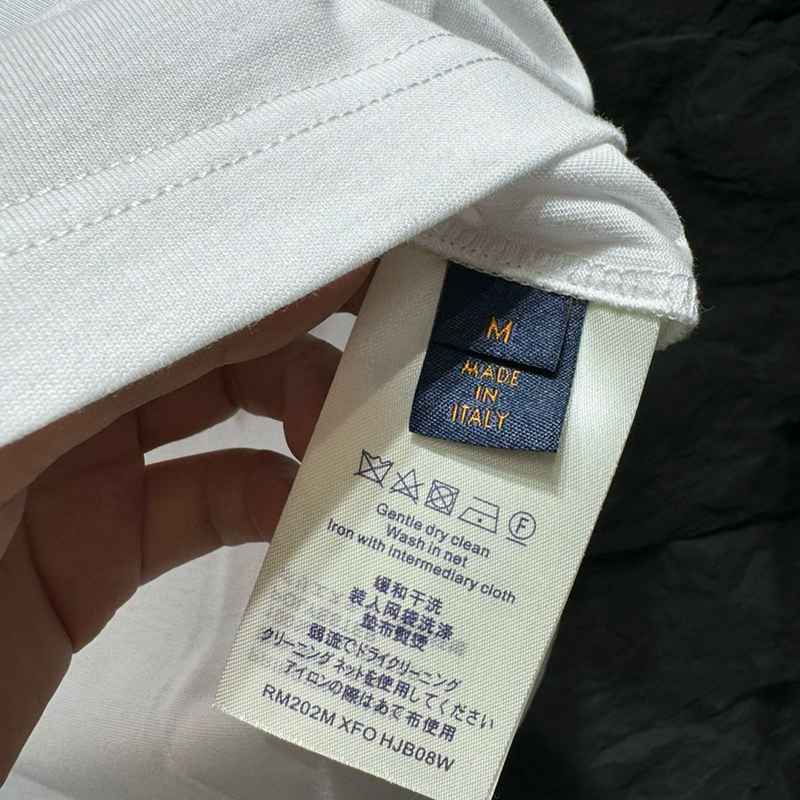 M
MADE
IN
ITALY
F
Gentle dry clean
Wash in net
Iron with intermediary cloth
缓和干洗
装人网袋洗涤
垫布熨烫
弱流でドライクリーニング
クリーニング ネットを使用してください
アイロンの際はあて布使用
RM202M XFO HJB08W